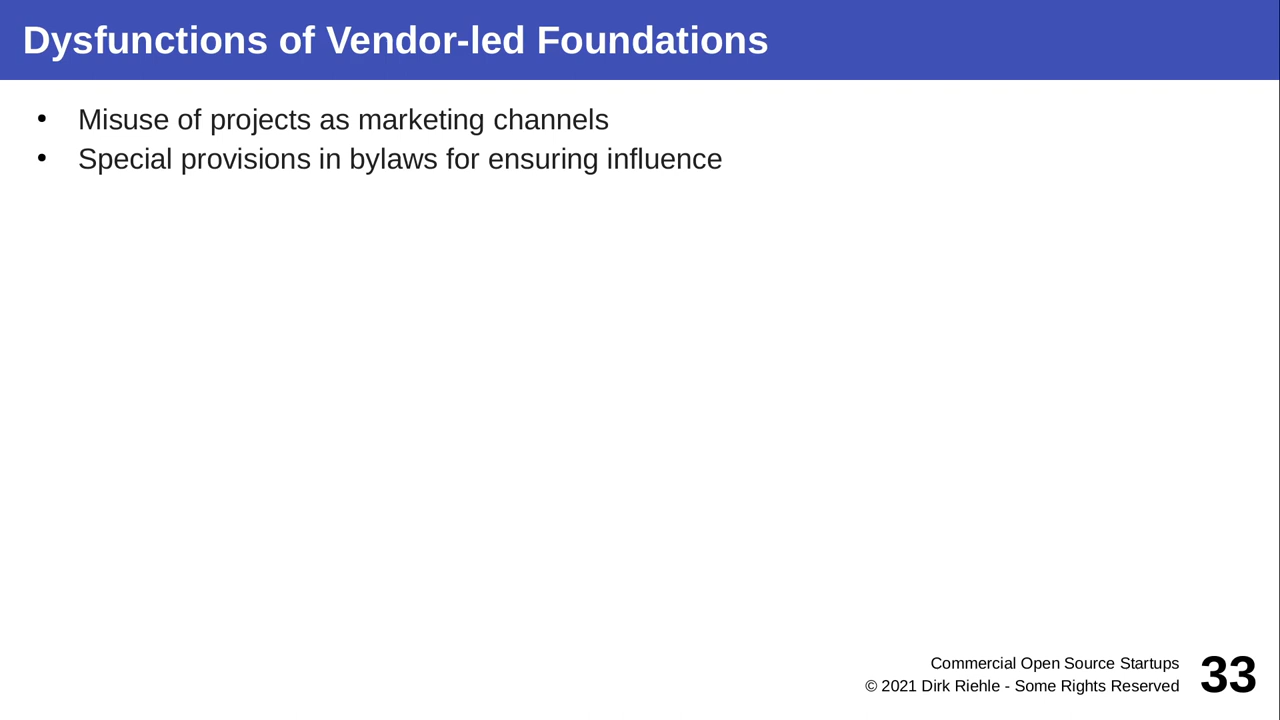 Dysfunctions of Vendor-led Foundations
• Misuse of projects as marketing channels
• Special provisions in bylaws for ensuring influence
Commercial Open Source Startups
© 2021 Dirk Riehle - Some Rights Reserved
33